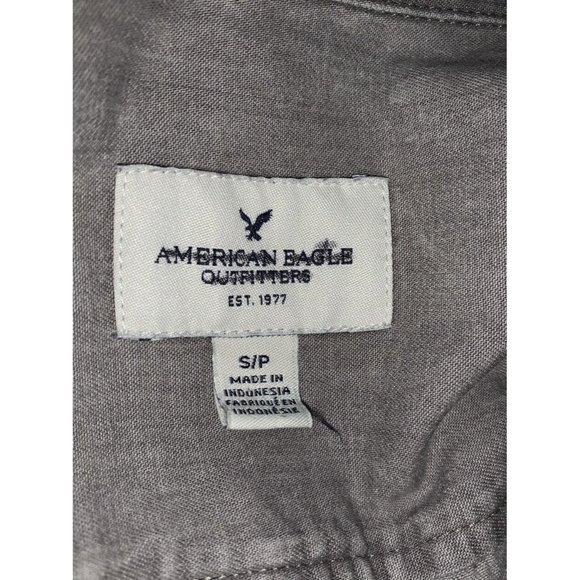 AMERICAN EAGLE
OUTFITTERS
EST. 1977
S/P
MADE IN
INDONESIA
FABRIQUÉ EN
INDONÉSIE